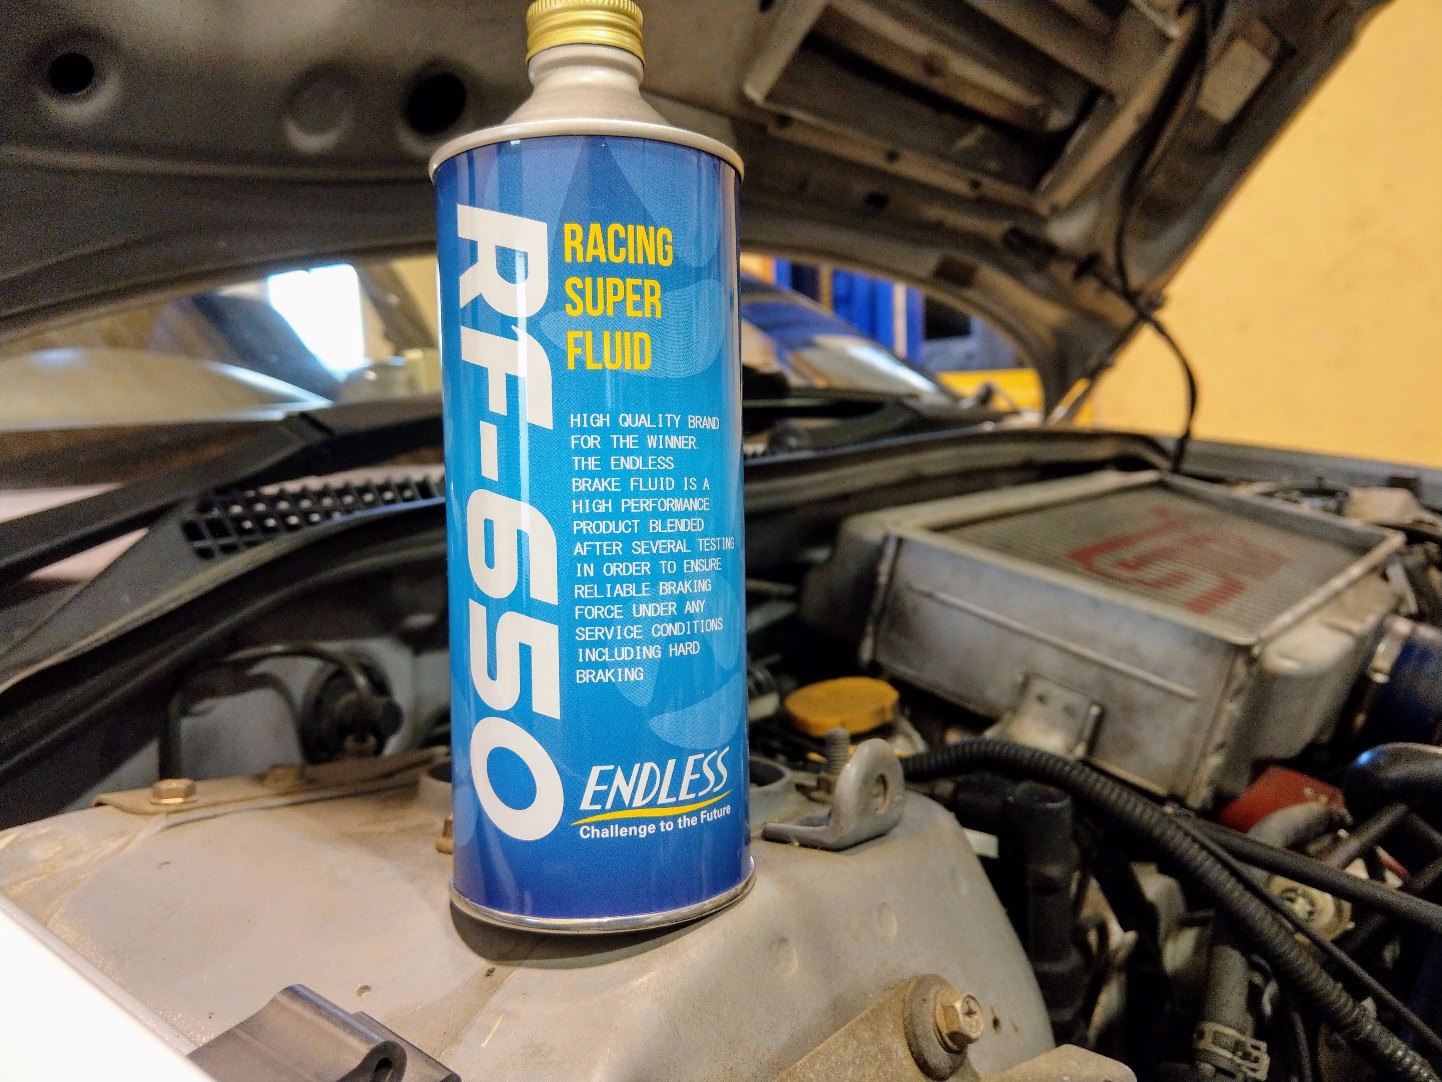 RF-650
RACING
SUPER
FLUID
HIGH QUALITY BRAND
FOR THE WINNER.
THE ENDLESS
BRAKE FLUID IS A
HIGH PERFORMANCE
PRODUCT BLENDED
AFTER SEVERAL TESTING
IN ORDER TO ENSURE
RELIABLE BRAKING
FORCE UNDER ANY
SERVICE CONDITIONS
INCLUDING HARD
BRAKING
ENDLESS
Challenge to the Future